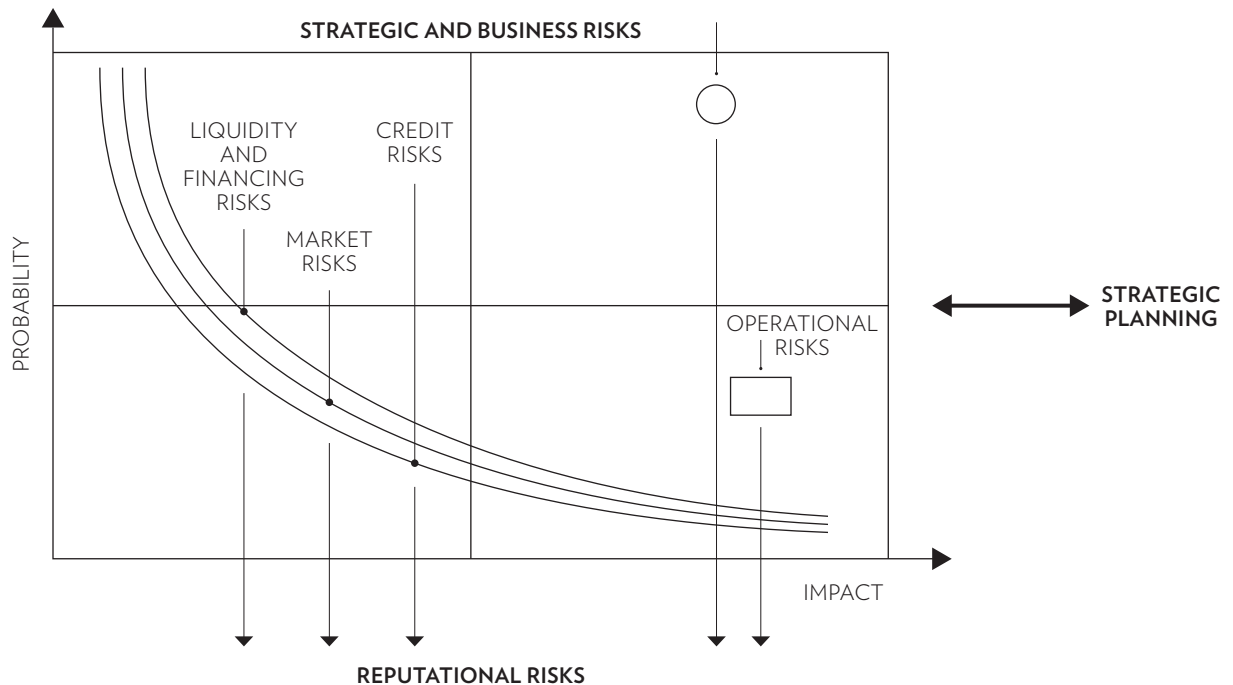 STRATEGIC AND BUSINESS RISKS
LIQUIDITY
AND
FINANCING
RISKS
CREDIT
RISKS
MARKET
RISKS
PROBABILITY
OPERATIONAL
RISKS
STRATEGIC
PLANNING
IMPACT
REPUTATIONAL RISKS